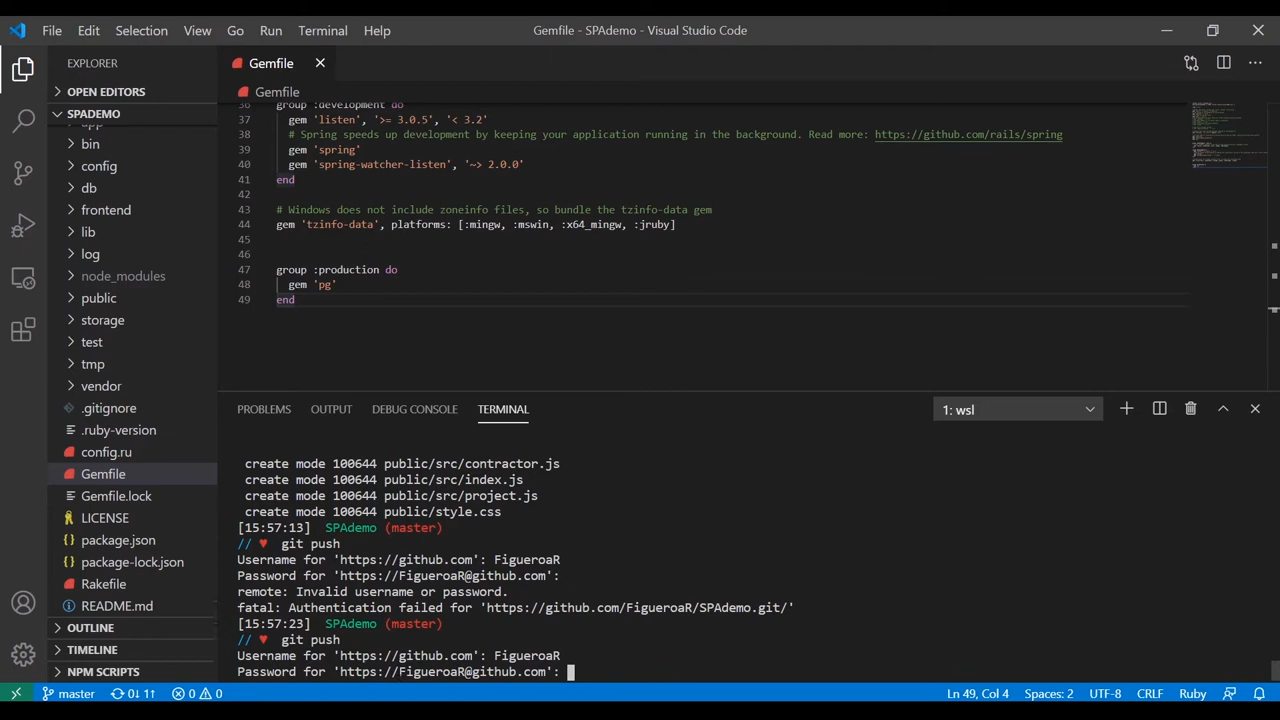 File Edit Selection View Go Run Terminal Help Gemfile - SPAdemo - Visual Studio Code
EXPLORER
OPEN EDITORS
SPADEMO
app
bin
config
db
frontend
lib
log
node_modules
public
storage
test
tmp
vendor
.gitignore
.ruby-version
config.ru
Gemfile
Gemfile.lock
LICENSE
package.json
package-lock.json
Rakefile
README.md
OUTLINE
TIMELINE
NPM SCRIPTS
Gemfile
Gemfile
36 group :development do
37 gem 'listen', '>= 3.0.5', '< 3.2'
38 # Spring speeds up development by keeping your application running in the background. Read more: https://github.com/rails/spring
39 gem 'spring'
40 gem 'spring-watcher-listen', '~> 2.0.0'
41 end
42
43 # Windows does not include zoneinfo files, so bundle the tzinfo-data gem
44 gem 'tzinfo-data', platforms: [:mingw, :mswin, :x64_mingw, :jruby]
45
46
47 group :production do
48 gem 'pg'
49 end
PROBLEMS OUTPUT DEBUG CONSOLE TERMINAL 1: wsl
create mode 100644 public/src/contractor.js
create mode 100644 public/src/index.js
create mode 100644 public/src/project.js
create mode 100644 public/style.css
[15:57:13] SPAdemo (master)
// ♥ git push
Username for 'https://github.com': FigueroaR
Password for 'https://FigueroaR@github.com':
remote: Invalid username or password.
fatal: Authentication failed for 'https://github.com/FigueroaR/SPAdemo.git/'
[15:57:23] SPAdemo (master)
// ♥ git push
Username for 'https://github.com': FigueroaR
Password for 'https://FigueroaR@github.com':
master 0↓ 1↑ 0 0 Ln 49, Col 4 Spaces: 2 UTF-8 CRLF Ruby